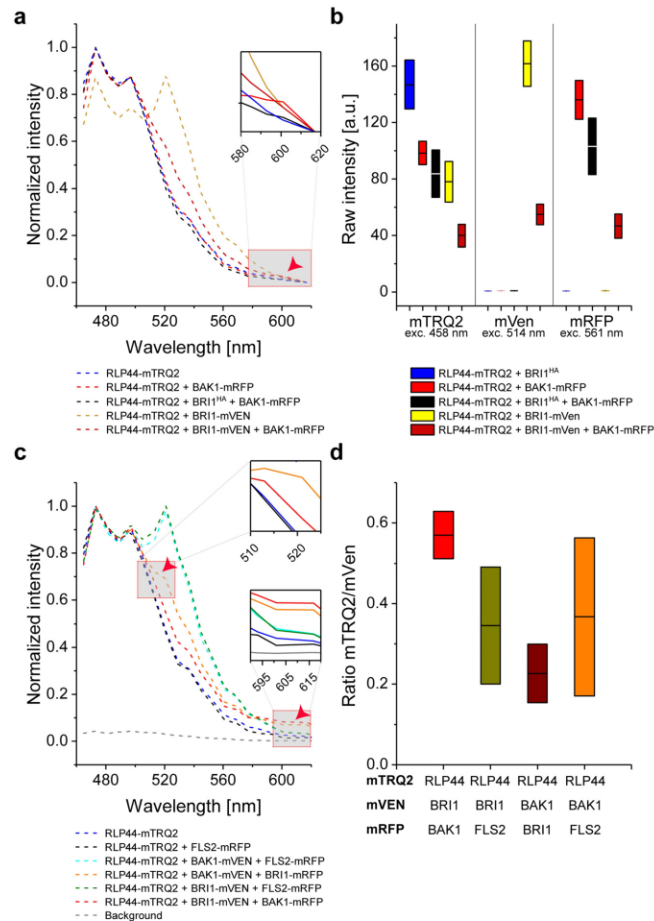 a
Normalized intensity
1.0
0.8
0.6
0.4
0.2
0.0
480
520
560
600
Wavelength [nm]
580
600
620
RLP44-mTRQ2
RLP44-mTRQ2 + BAK1-mRFP
RLP44-mTRQ2 + BRI1HA + BAK1-mRFP
RLP44-mTRQ2 + BRI1-mVEN
RLP44-mTRQ2 + BRI1-mVEN + BAK1-mRFP
b
Raw intensity [a.u.]
160
120
80
40
0
mTRQ2 mVen mRFP
exc. 458 nm exc. 514 nm exc. 561 nm
RLP44-mTRQ2 + BRI1HA
RLP44-mTRQ2 + BAK1-mRFP
RLP44-mTRQ2 + BRI1HA + BAK1-mRFP
RLP44-mTRQ2 + BRI1-mVen
RLP44-mTRQ2 + BRI1-mVen + BAK1-mRFP
c
Normalized intensity
1.0
0.8
0.6
0.4
0.2
0.0
480
520
560
600
Wavelength [nm]
510
520
595
605
615
RLP44-mTRQ2
RLP44-mTRQ2 + FLS2-mRFP
RLP44-mTRQ2 + BAK1-mVEN + FLS2-mRFP
RLP44-mTRQ2 + BAK1-mVEN + BRI1-mRFP
RLP44-mTRQ2 + BRI1-mVEN + FLS2-mRFP
RLP44-mTRQ2 + BRI1-mVEN + BAK1-mRFP
Background
d
Ratio mTRQ2/mVen
0.6
0.4
0.2
0.0
mTRQ2 RLP44 RLP44 RLP44 RLP44
mVEN BRI1 BRI1 BAK1 BAK1
mRFP BAK1 FLS2 BRI1 FLS2